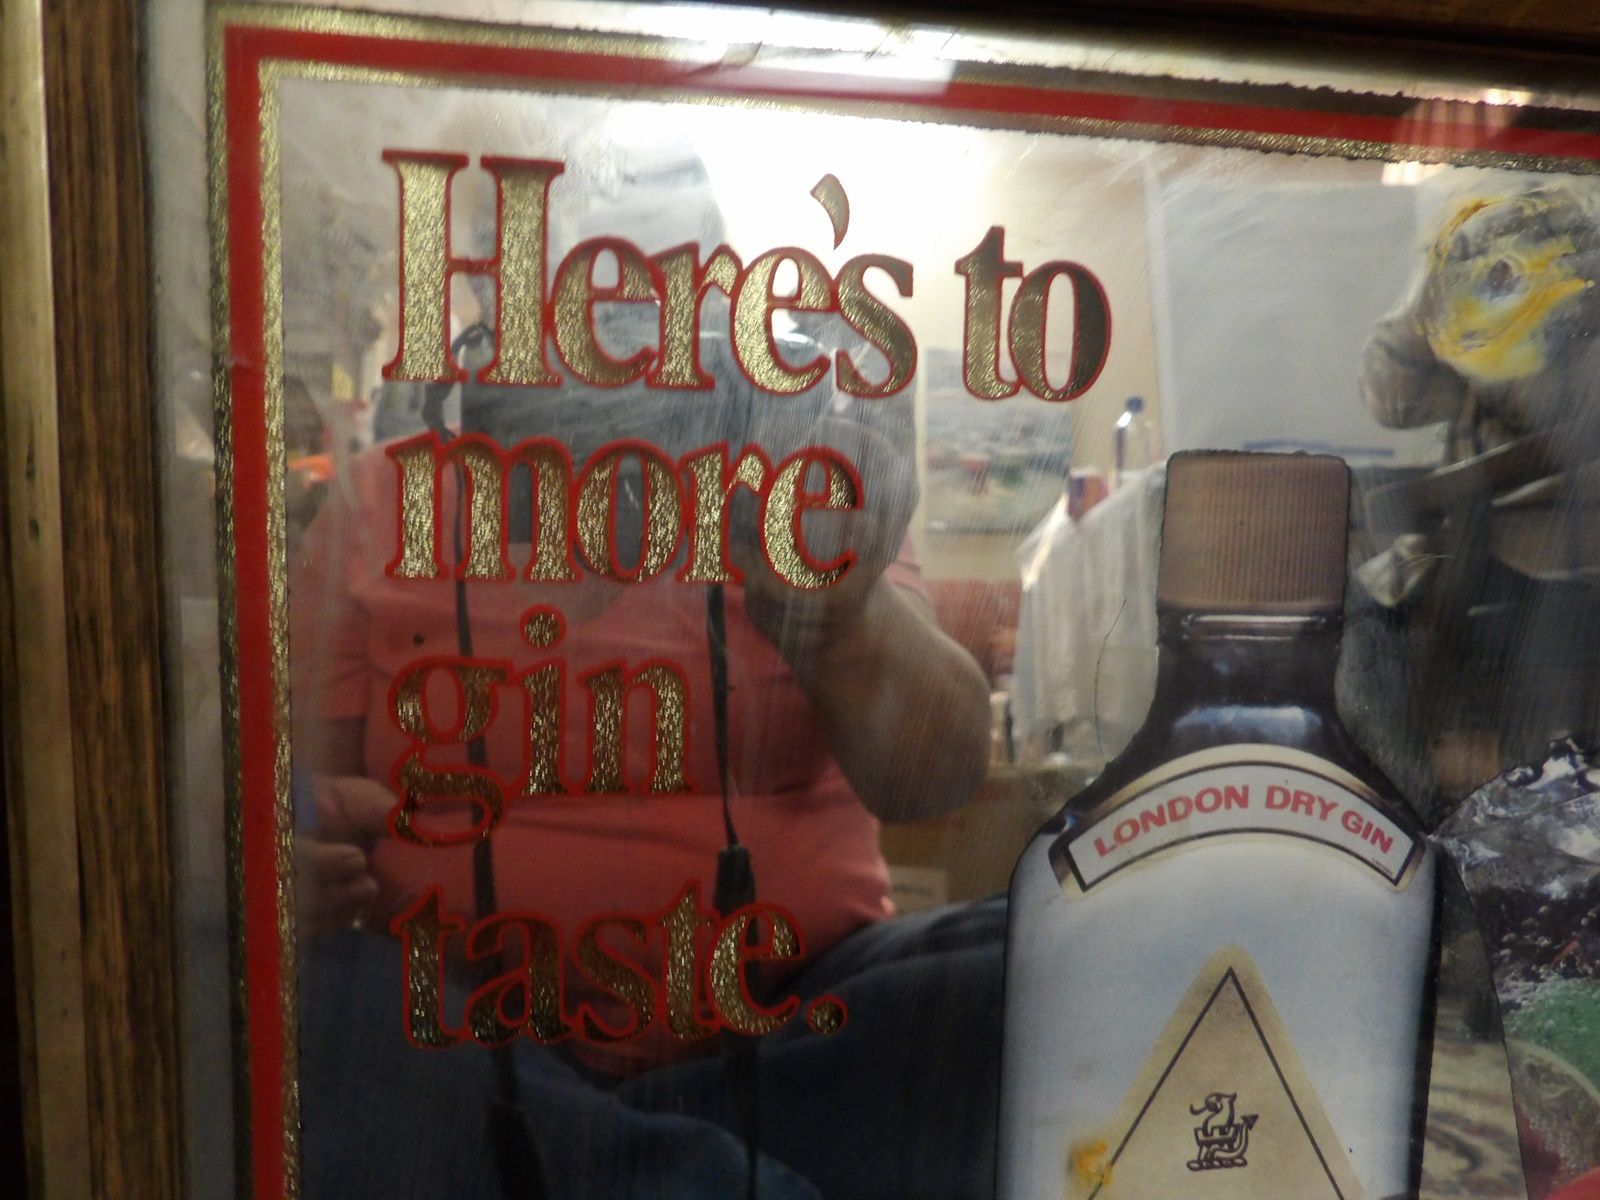 Here's to
more
gin
taste.
LONDON DRY GIN